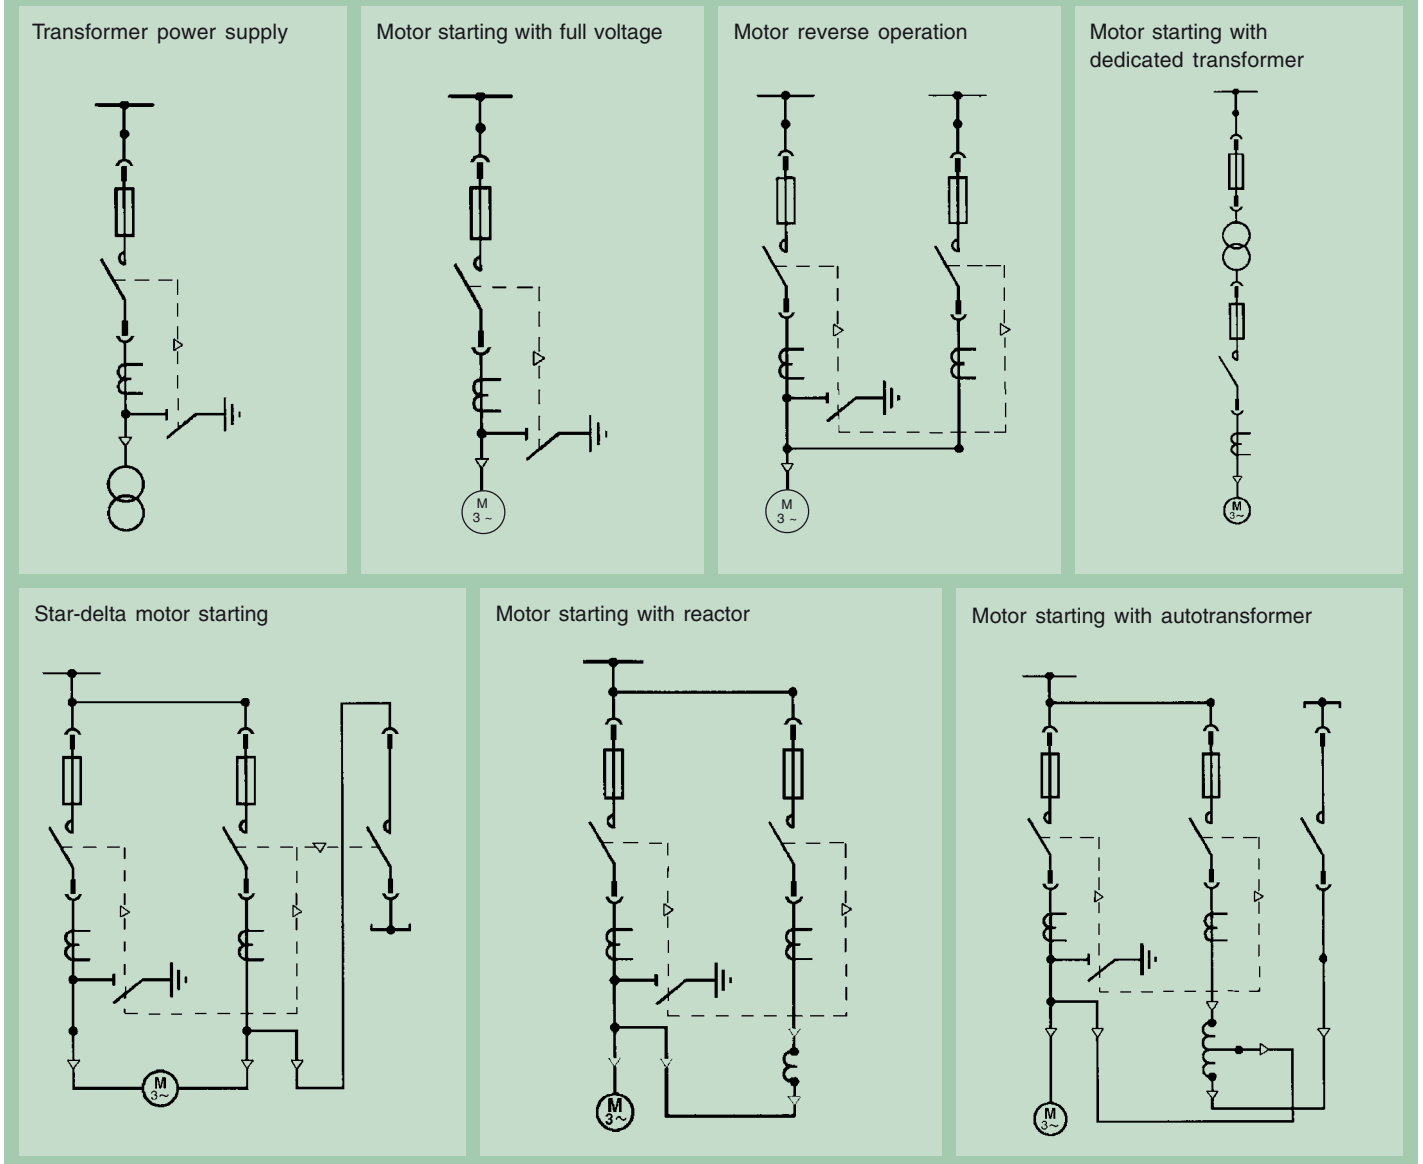 Transformer power supply
Motor starting with full voltage
Motor reverse operation
Motor starting with
dedicated transformer
M
3 ~
M
3 ~
M
3~
Star-delta motor starting
Motor starting with reactor
Motor starting with autotransformer
M
3~
M
3~
M
3~